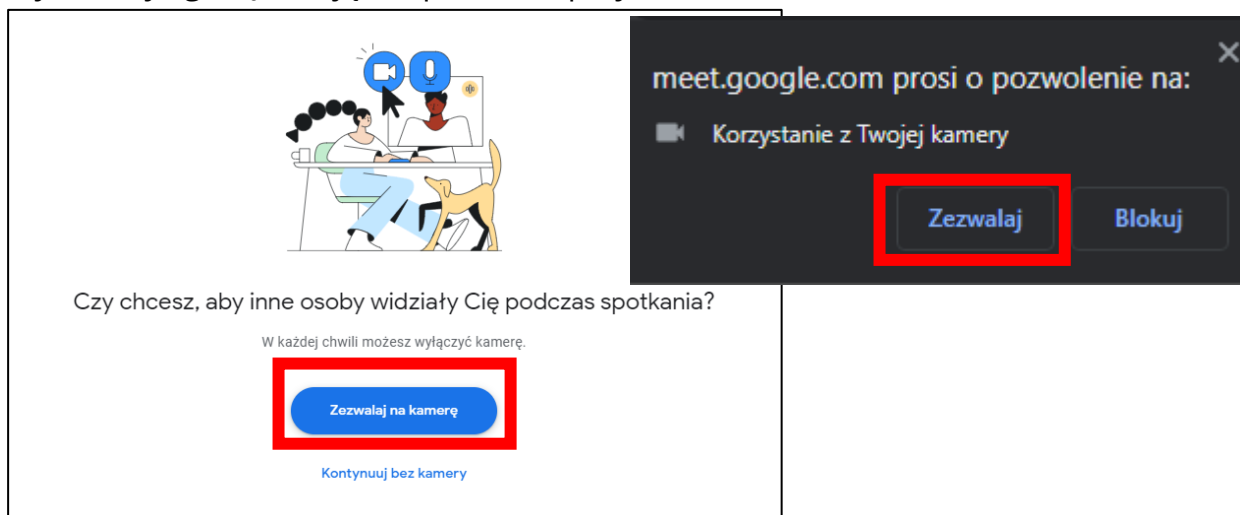 Czy chcesz, aby inne osoby widziały Cię podczas spotkania?
W każdej chwili możesz wyłączyć kamerę.
Zezwalaj na kamerę
Kontynuuj bez kamery
meet.google.com prosi o pozwolenie na:
Korzystanie z Twojej kamery
Zezwalaj
Blokuj